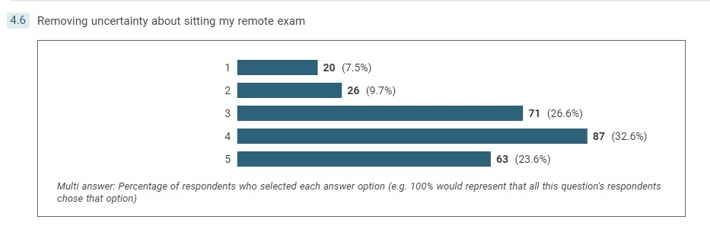 4.6 Removing uncertainty about sitting my remote exam
1 20 (7.5%)
2 26 (9.7%)
3 71 (26.6%)
4 87 (32.6%)
5 63 (23.6%)
Multi answer: Percentage of respondents who selected each answer option (e.g. 100% would represent that all this question's respondents
chose that option)